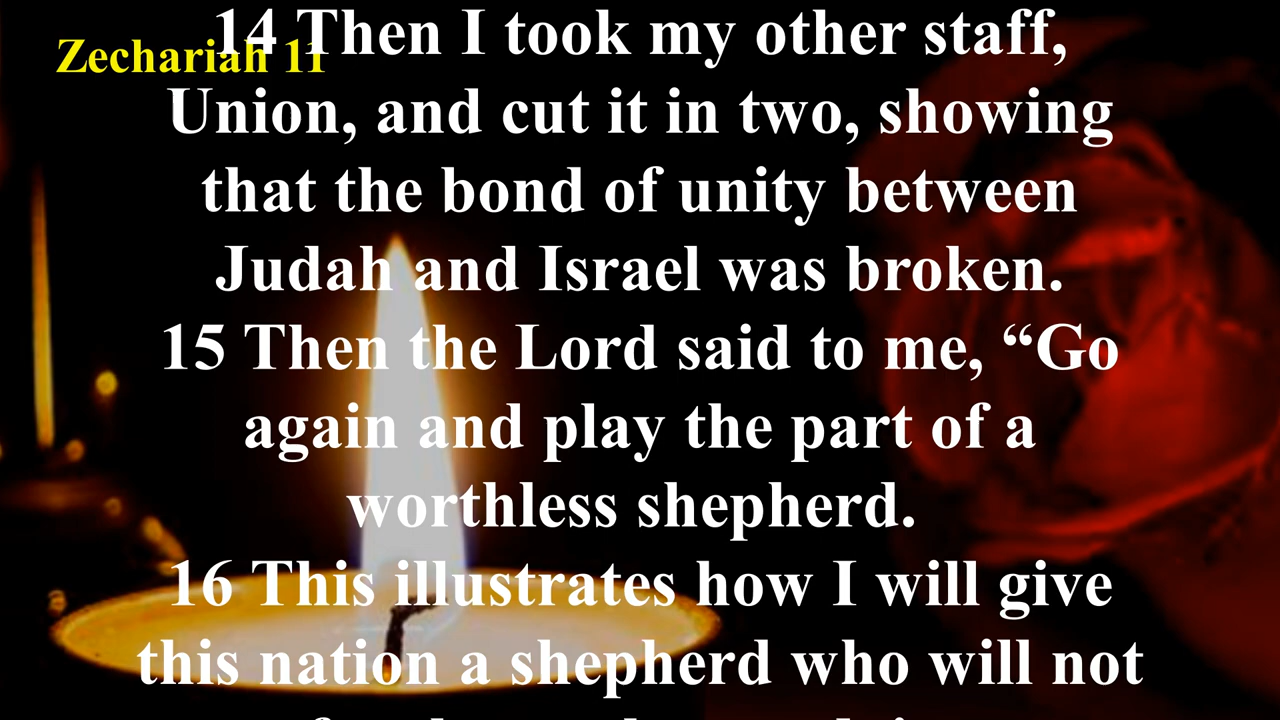 Zechariah 11
14 Then I took my other staff,
Union, and cut it in two, showing
that the bond of unity between
Judah and Israel was broken.
15 Then the Lord said to me, “Go
again and play the part of a
worthless shepherd.
16 This illustrates how I will give
this nation a shepherd who will not